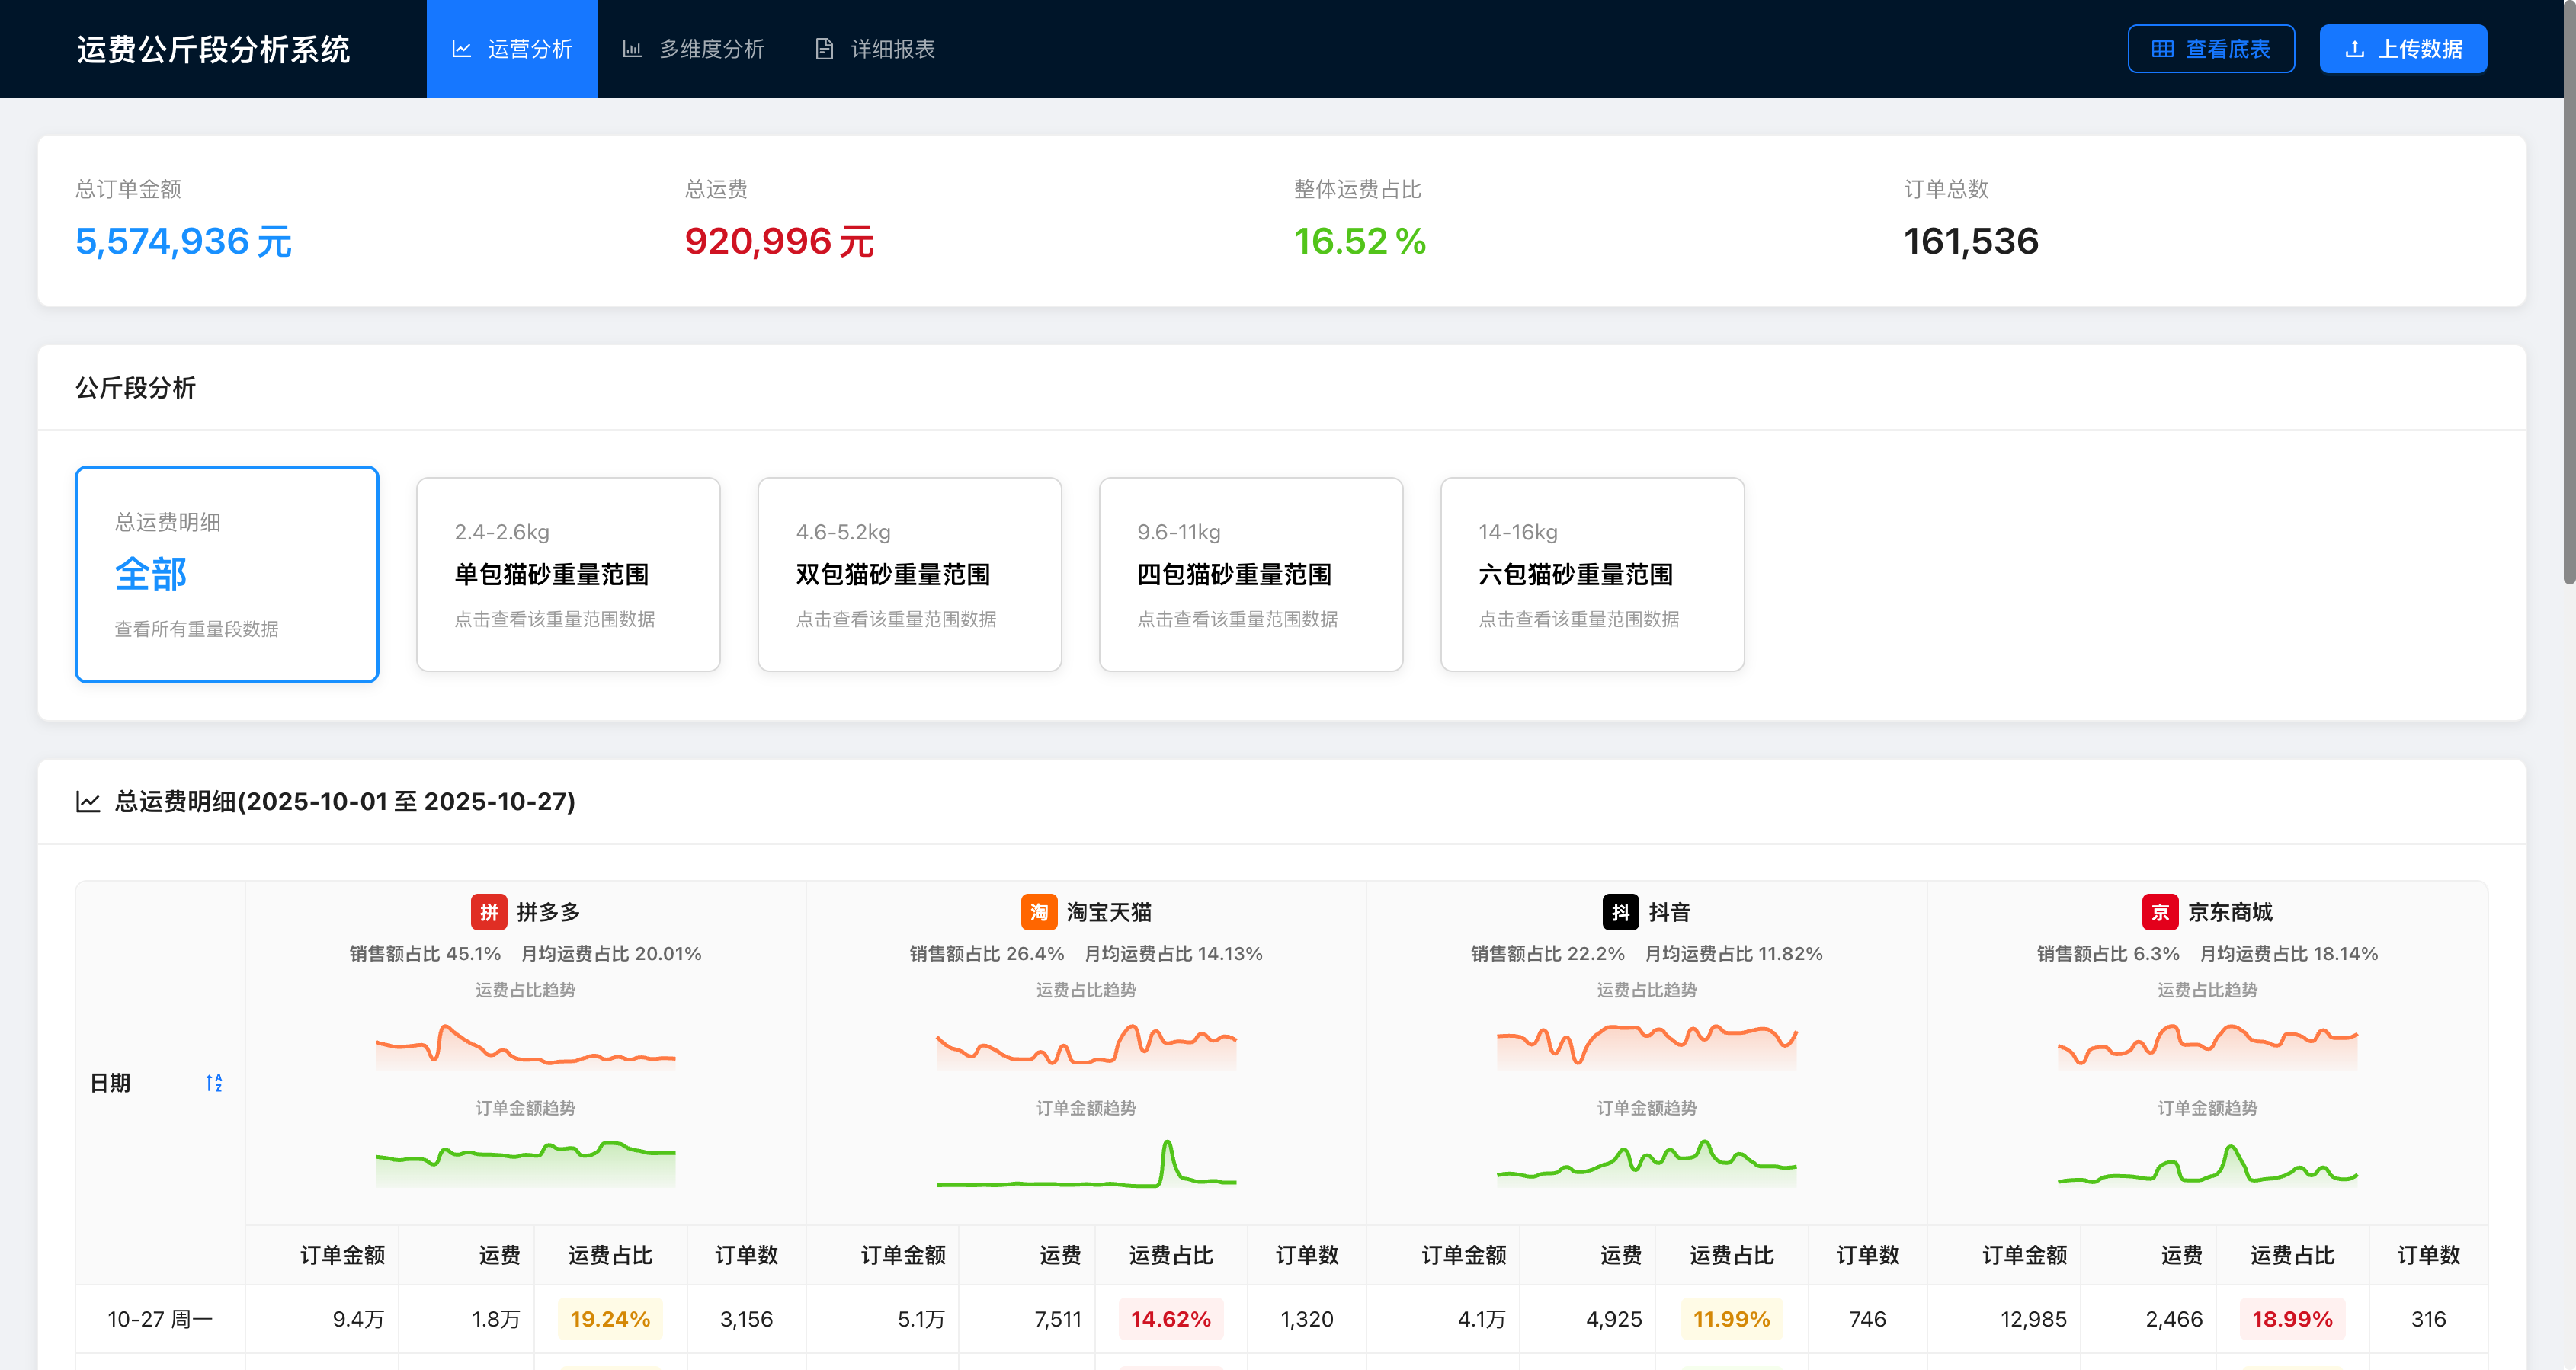 运费公斤段分析系统 运营分析 多维度分析 详细报表 查看底表 上传数据
总订单金额 总运费 整体运费占比 订单总数
5,574,936 元 920,996 元 16.52 % 161,536
公斤段分析
总运费明细
全部
查看所有重量段数据
2.4-2.6kg
单包猫砂重量范围
点击查看该重量范围数据
4.6-5.2kg
双包猫砂重量范围
点击查看该重量范围数据
9.6-11kg
四包猫砂重量范围
点击查看该重量范围数据
14-16kg
六包猫砂重量范围
点击查看该重量范围数据
总运费明细(2025-10-01 至 2025-10-27)
日期 AZ
拼 拼多多
销售额占比 45.1% 月均运费占比 20.01%
运费占比趋势
订单金额趋势
淘 淘宝天猫
销售额占比 26.4% 月均运费占比 14.13%
运费占比趋势
订单金额趋势
抖 抖音
销售额占比 22.2% 月均运费占比 11.82%
运费占比趋势
订单金额趋势
京 京东商城
销售额占比 6.3% 月均运费占比 18.14%
运费占比趋势
订单金额趋势
订单金额 运费 运费占比 订单数 订单金额 运费 运费占比 订单数 订单金额 运费 运费占比 订单数 订单金额 运费 运费占比 订单数
10-27 周一 9.4万 1.8万 19.24% 3,156 5.1万 7,511 14.62% 1,320 4.1万 4,925 11.99% 746 12,985 2,466 18.99% 316